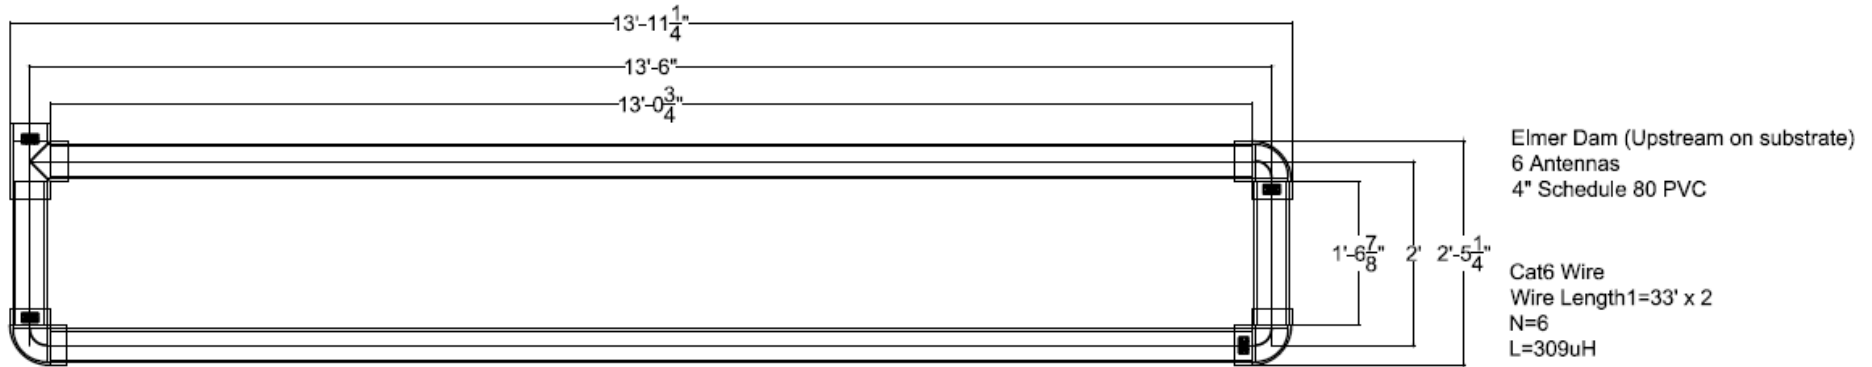 13'-11 1/4"
13'-6"
13'-0 3/4"
1'-6 7/8" 2' 2'-5 1/4"
Elmer Dam (Upstream on substrate)
6 Antennas
4" Schedule 80 PVC
Cat6 Wire
Wire Length1=33' x 2
N=6
L=309uH